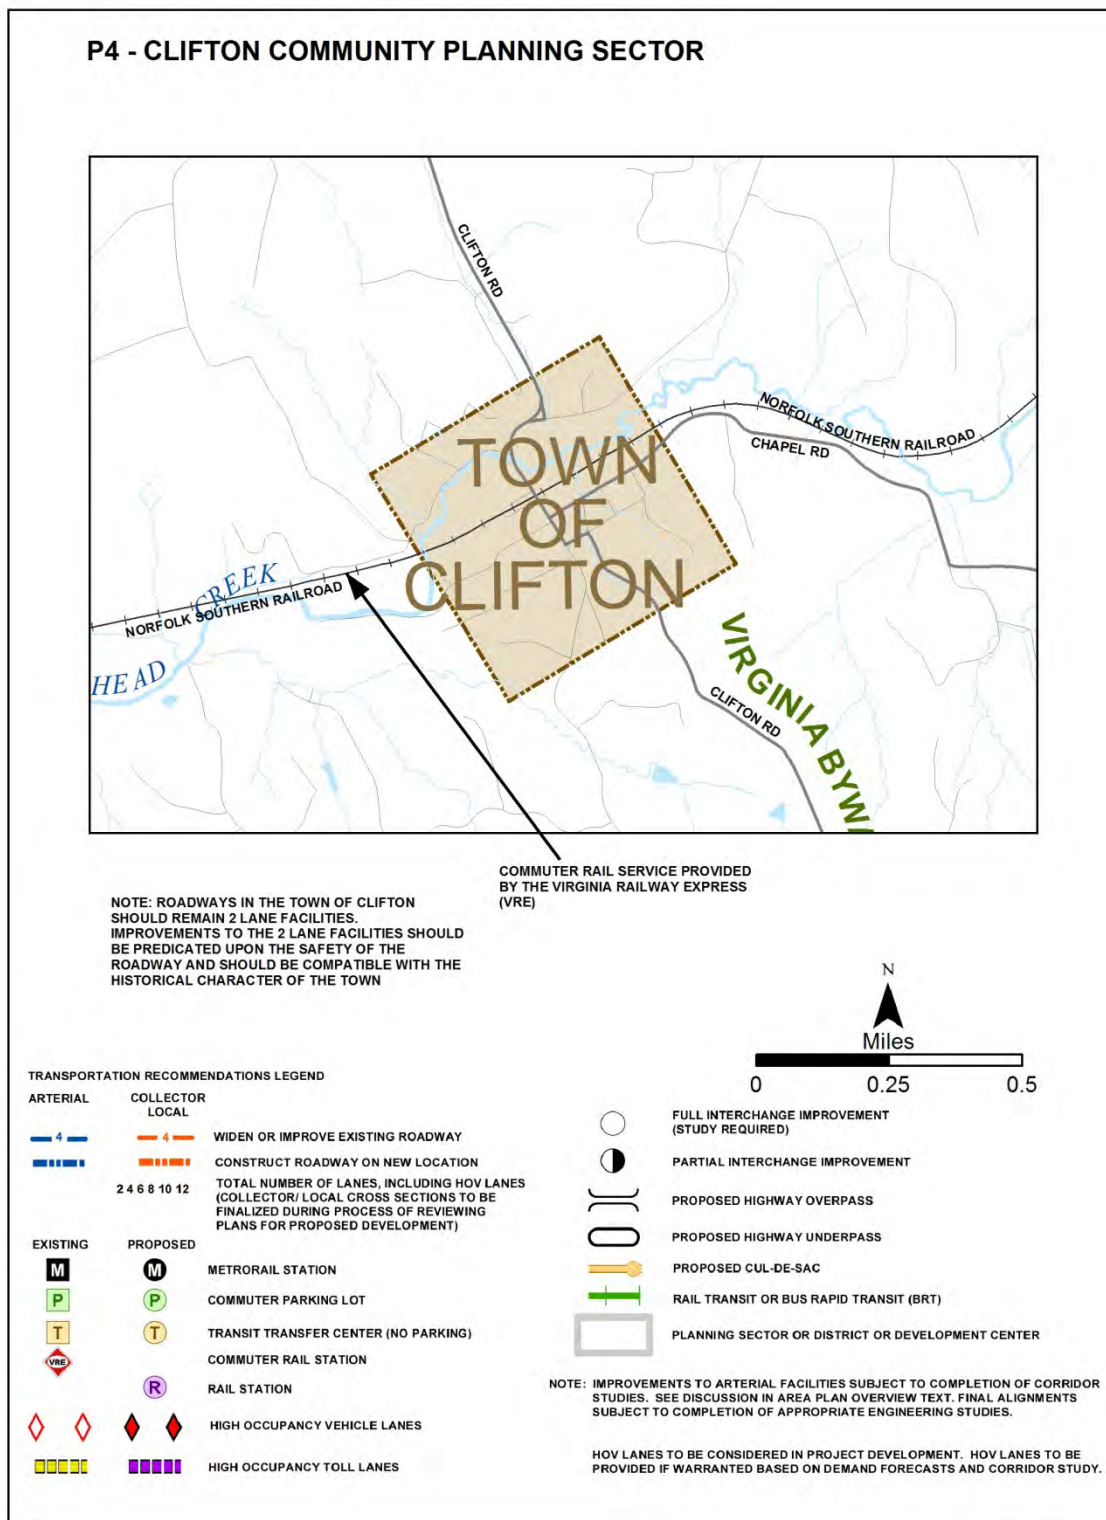 P4 - CLIFTON COMMUNITY PLANNING SECTOR
CLIFTON RD
NORFOLK SOUTHERN RAILROAD
CHAPEL RD
TOWN
OF
CLIFTON
CREEK
NORFOLK SOUTHERN RAILROAD
HEAD
VIRGINIA BYWA
CLIFTON RD
COMMUTER RAIL SERVICE PROVIDED
BY THE VIRGINIA RAILWAY EXPRESS
(VRE)
NOTE: ROADWAYS IN THE TOWN OF CLIFTON
SHOULD REMAIN 2 LANE FACILITIES.
IMPROVEMENTS TO THE 2 LANE FACILITIES SHOULD
BE PREDICATED UPON THE SAFETY OF THE
ROADWAY AND SHOULD BE COMPATIBLE WITH THE
HISTORICAL CHARACTER OF THE TOWN
N
Miles
0 0.25 0.5
TRANSPORTATION RECOMMENDATIONS LEGEND
ARTERIAL COLLECTOR
LOCAL
4 4 WIDEN OR IMPROVE EXISTING ROADWAY
CONSTRUCT ROADWAY ON NEW LOCATION
2 4 6 8 10 12 TOTAL NUMBER OF LANES, INCLUDING HOV LANES
(COLLECTOR/ LOCAL CROSS SECTIONS TO BE
FINALIZED DURING PROCESS OF REVIEWING
PLANS FOR PROPOSED DEVELOPMENT)
EXISTING PROPOSED
M M METRORAIL STATION
P P COMMUTER PARKING LOT
T T TRANSIT TRANSFER CENTER (NO PARKING)
VRE COMMUTER RAIL STATION
R RAIL STATION
HIGH OCCUPANCY VEHICLE LANES
HIGH OCCUPANCY TOLL LANES
FULL INTERCHANGE IMPROVEMENT
(STUDY REQUIRED)
PARTIAL INTERCHANGE IMPROVEMENT
PROPOSED HIGHWAY OVERPASS
PROPOSED HIGHWAY UNDERPASS
PROPOSED CUL-DE-SAC
RAIL TRANSIT OR BUS RAPID TRANSIT (BRT)
PLANNING SECTOR OR DISTRICT OR DEVELOPMENT CENTER
NOTE: IMPROVEMENTS TO ARTERIAL FACILITIES SUBJECT TO COMPLETION OF CORRIDOR
STUDIES. SEE DISCUSSION IN AREA PLAN OVERVIEW TEXT. FINAL ALIGNMENTS
SUBJECT TO COMPLETION OF APPROPRIATE ENGINEERING STUDIES.
HOV LANES TO BE CONSIDERED IN PROJECT DEVELOPMENT. HOV LANES TO BE
PROVIDED IF WARRANTED BASED ON DEMAND FORECASTS AND CORRIDOR STUDY.